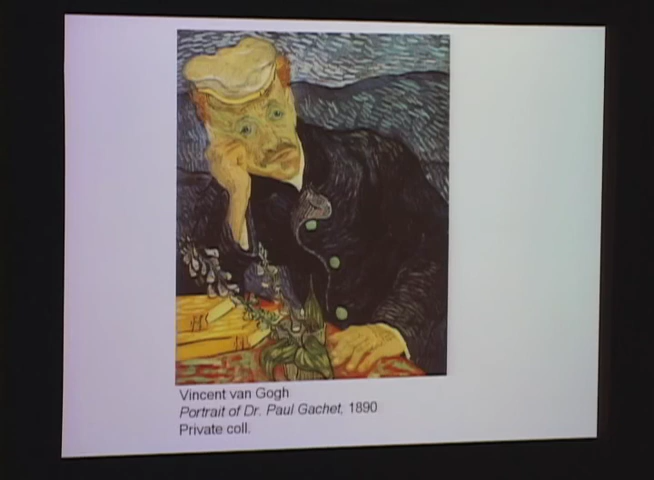 Vincent van Gogh
Portrait of Dr. Paul Gachet, 1890
Private coll.